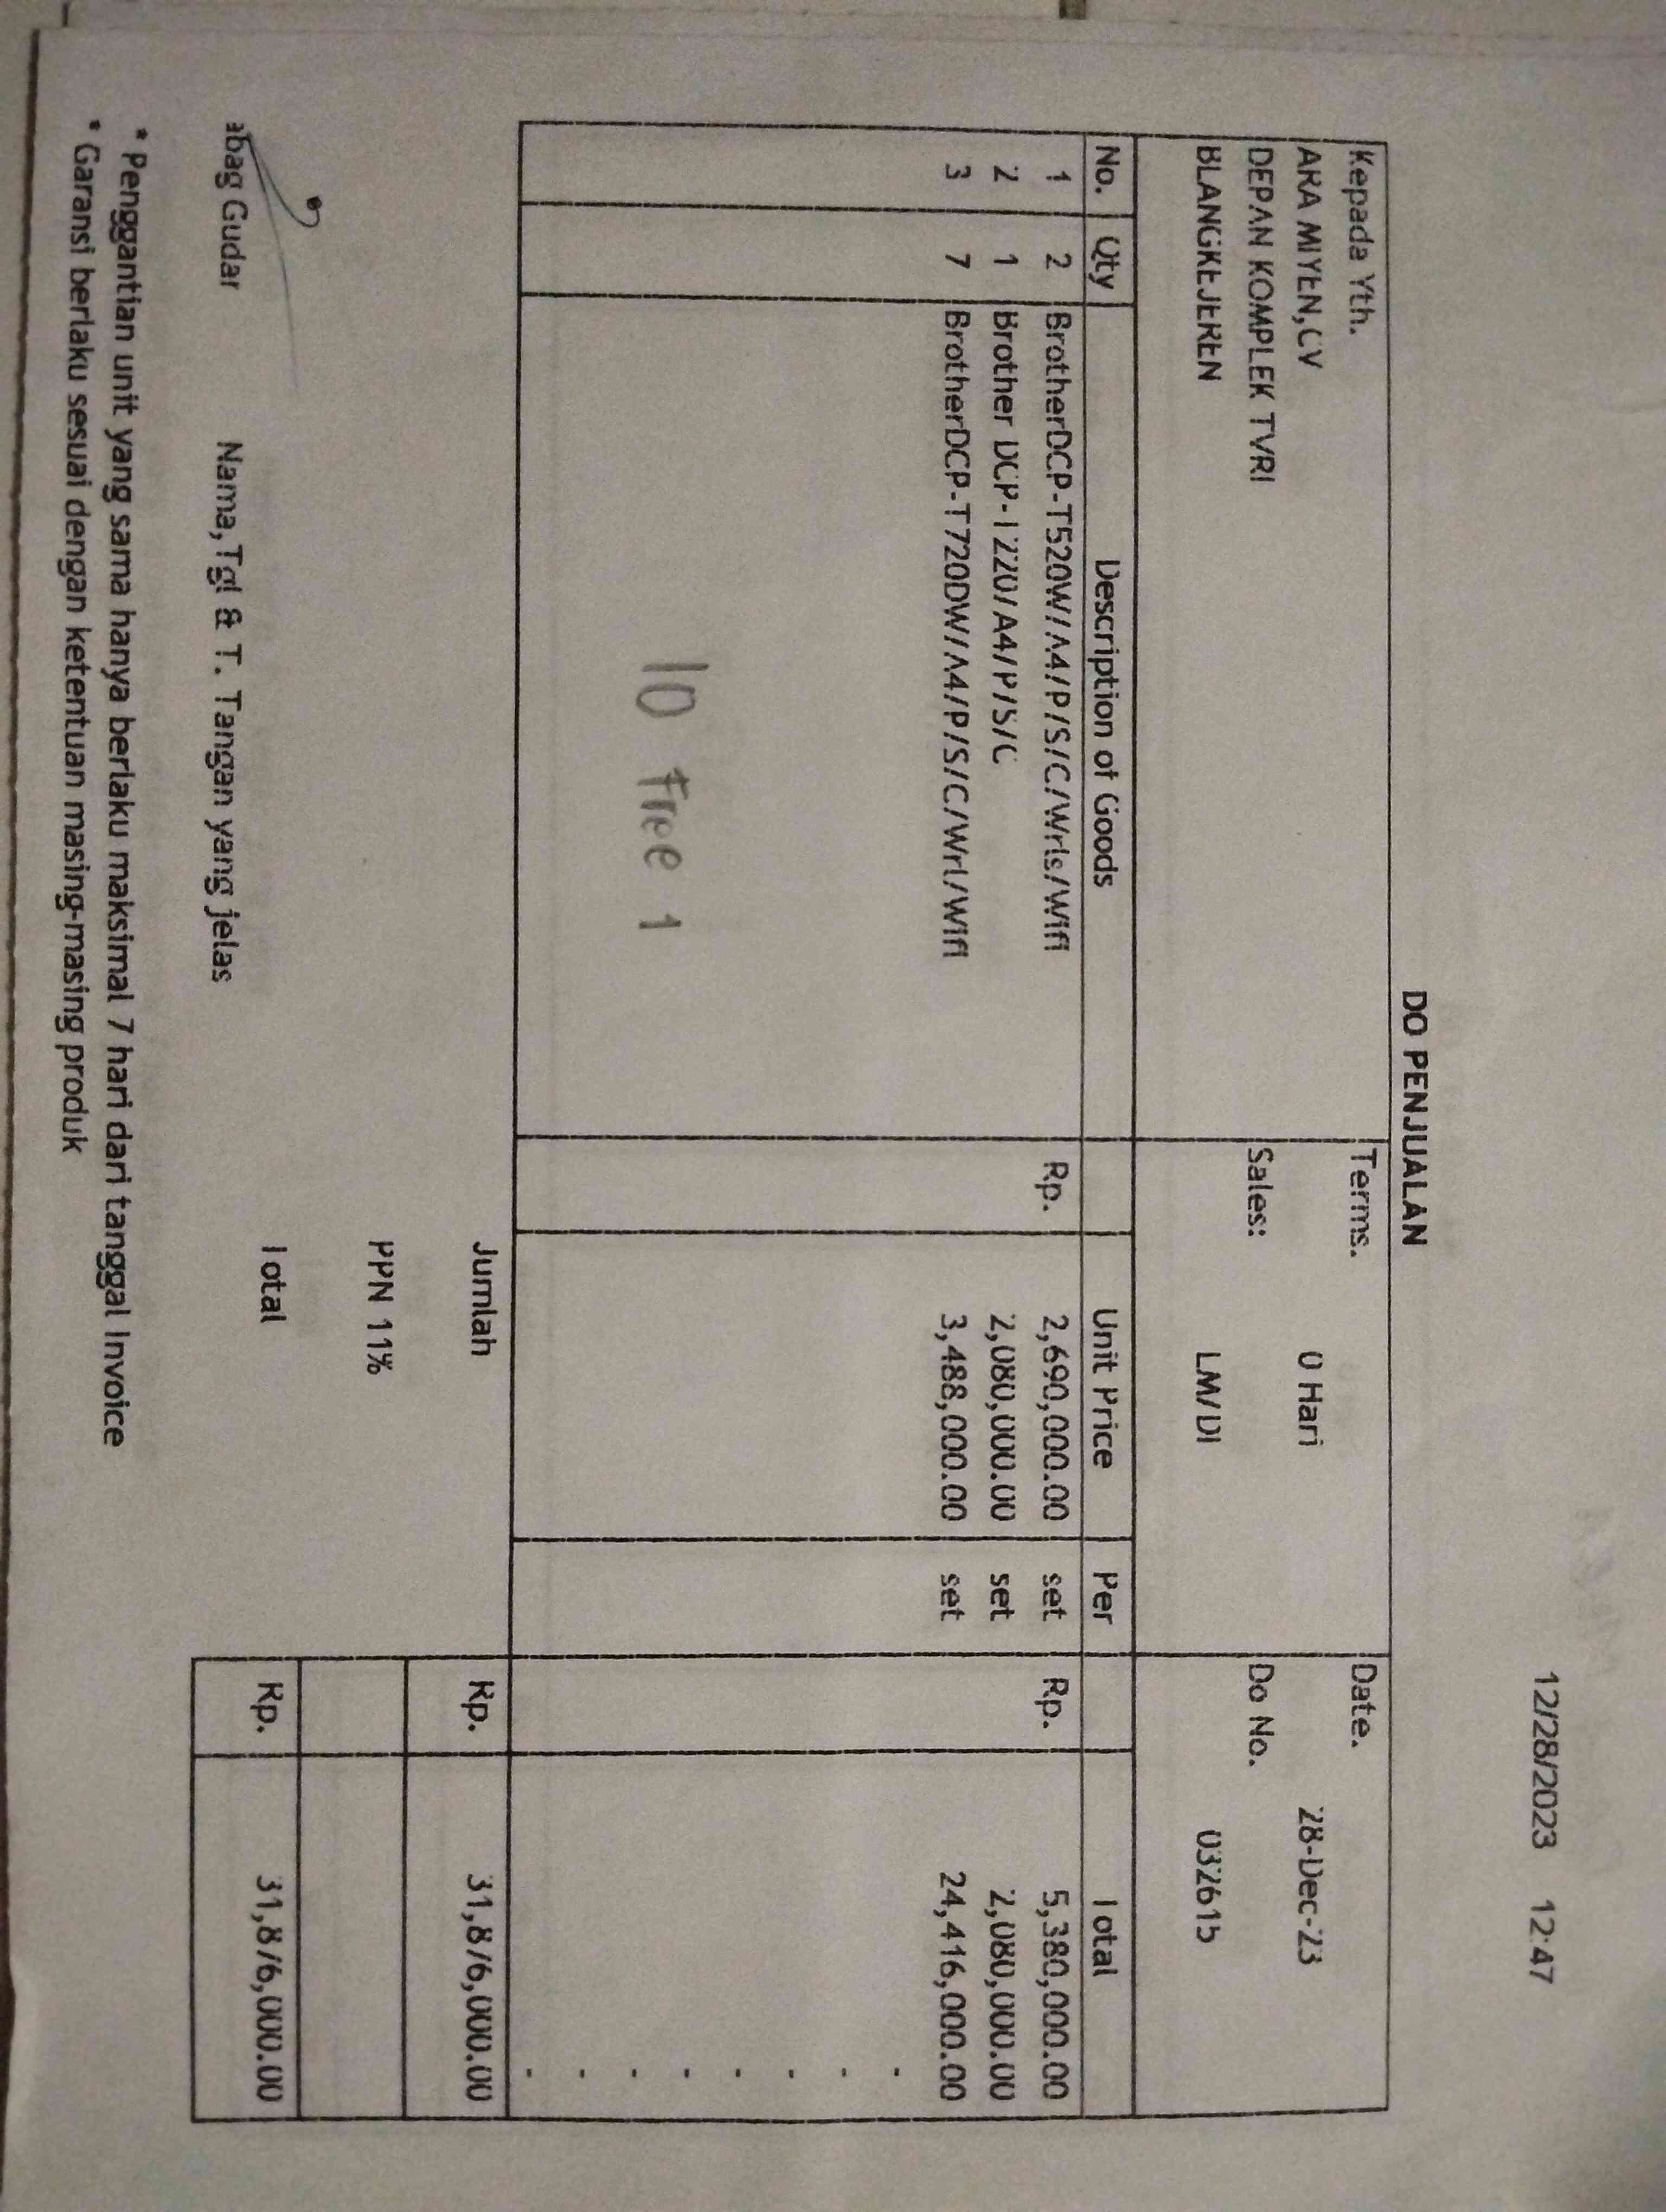 12/28/2023 12:47
DO PENJUALAN
Kepada Yth. Terms. Date.
ARA MIYEN,CV 0 Hari 28-Dec-23
DEPAN KOMPLEK TVRI Sales: Do No.
BLANGKEJEREN LM/DI 032615
No. Qty Description of Goods Unit Price Per Total
1 2 BrotherDCP-T520W/A4/P/S/C/Wrls/Wifi Rp. 2,690,000.00 set Rp. 5,380,000.00
2 1 Brother DCP-T220/A4/P/S/C 2,080,000.00 set 2,080,000.00
3 7 BrotherDCP-T720DW/A4/P/S/C/Wrl/Wifi 3,488,000.00 set 24,416,000.00
10 free 1
Jumlah Rp. 31,876,000.00
PPN 11%
Total Rp. 31,876,000.00
abag Gudar Nama,Tgl & T. Tangan yang jelas
* Penggantian unit yang sama hanya berlaku maksimal 7 hari dari tanggal Invoice
* Garansi berlaku sesuai dengan ketentuan masing-masing produk